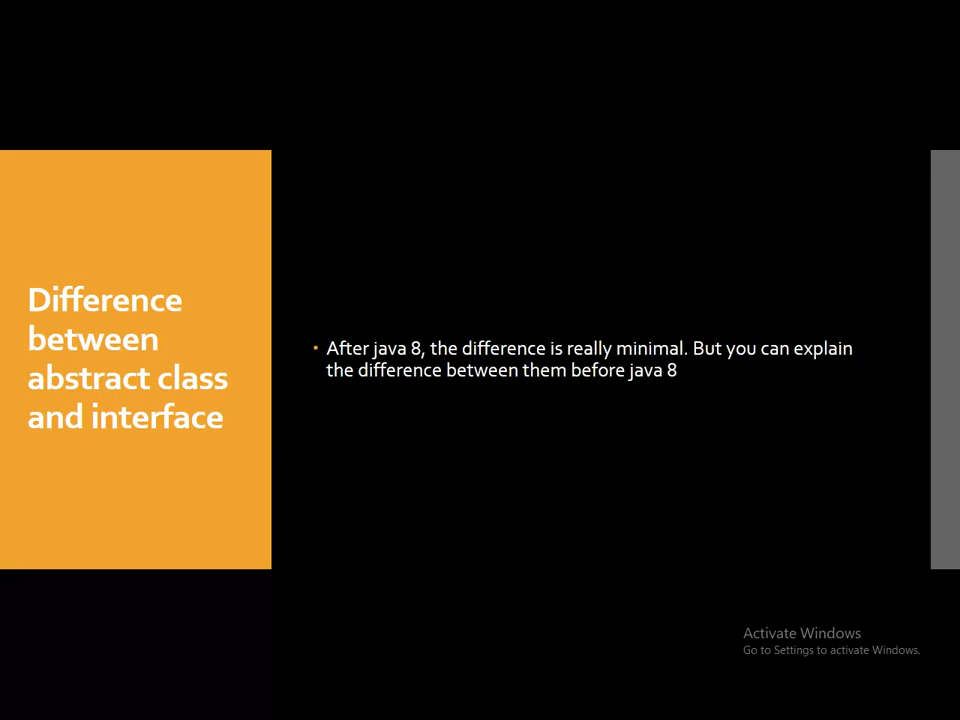 Difference
between
abstract class
and interface
• After java 8, the difference is really minimal. But you can explain
the difference between them before java 8
Activate Windows
Go to Settings to activate Windows.